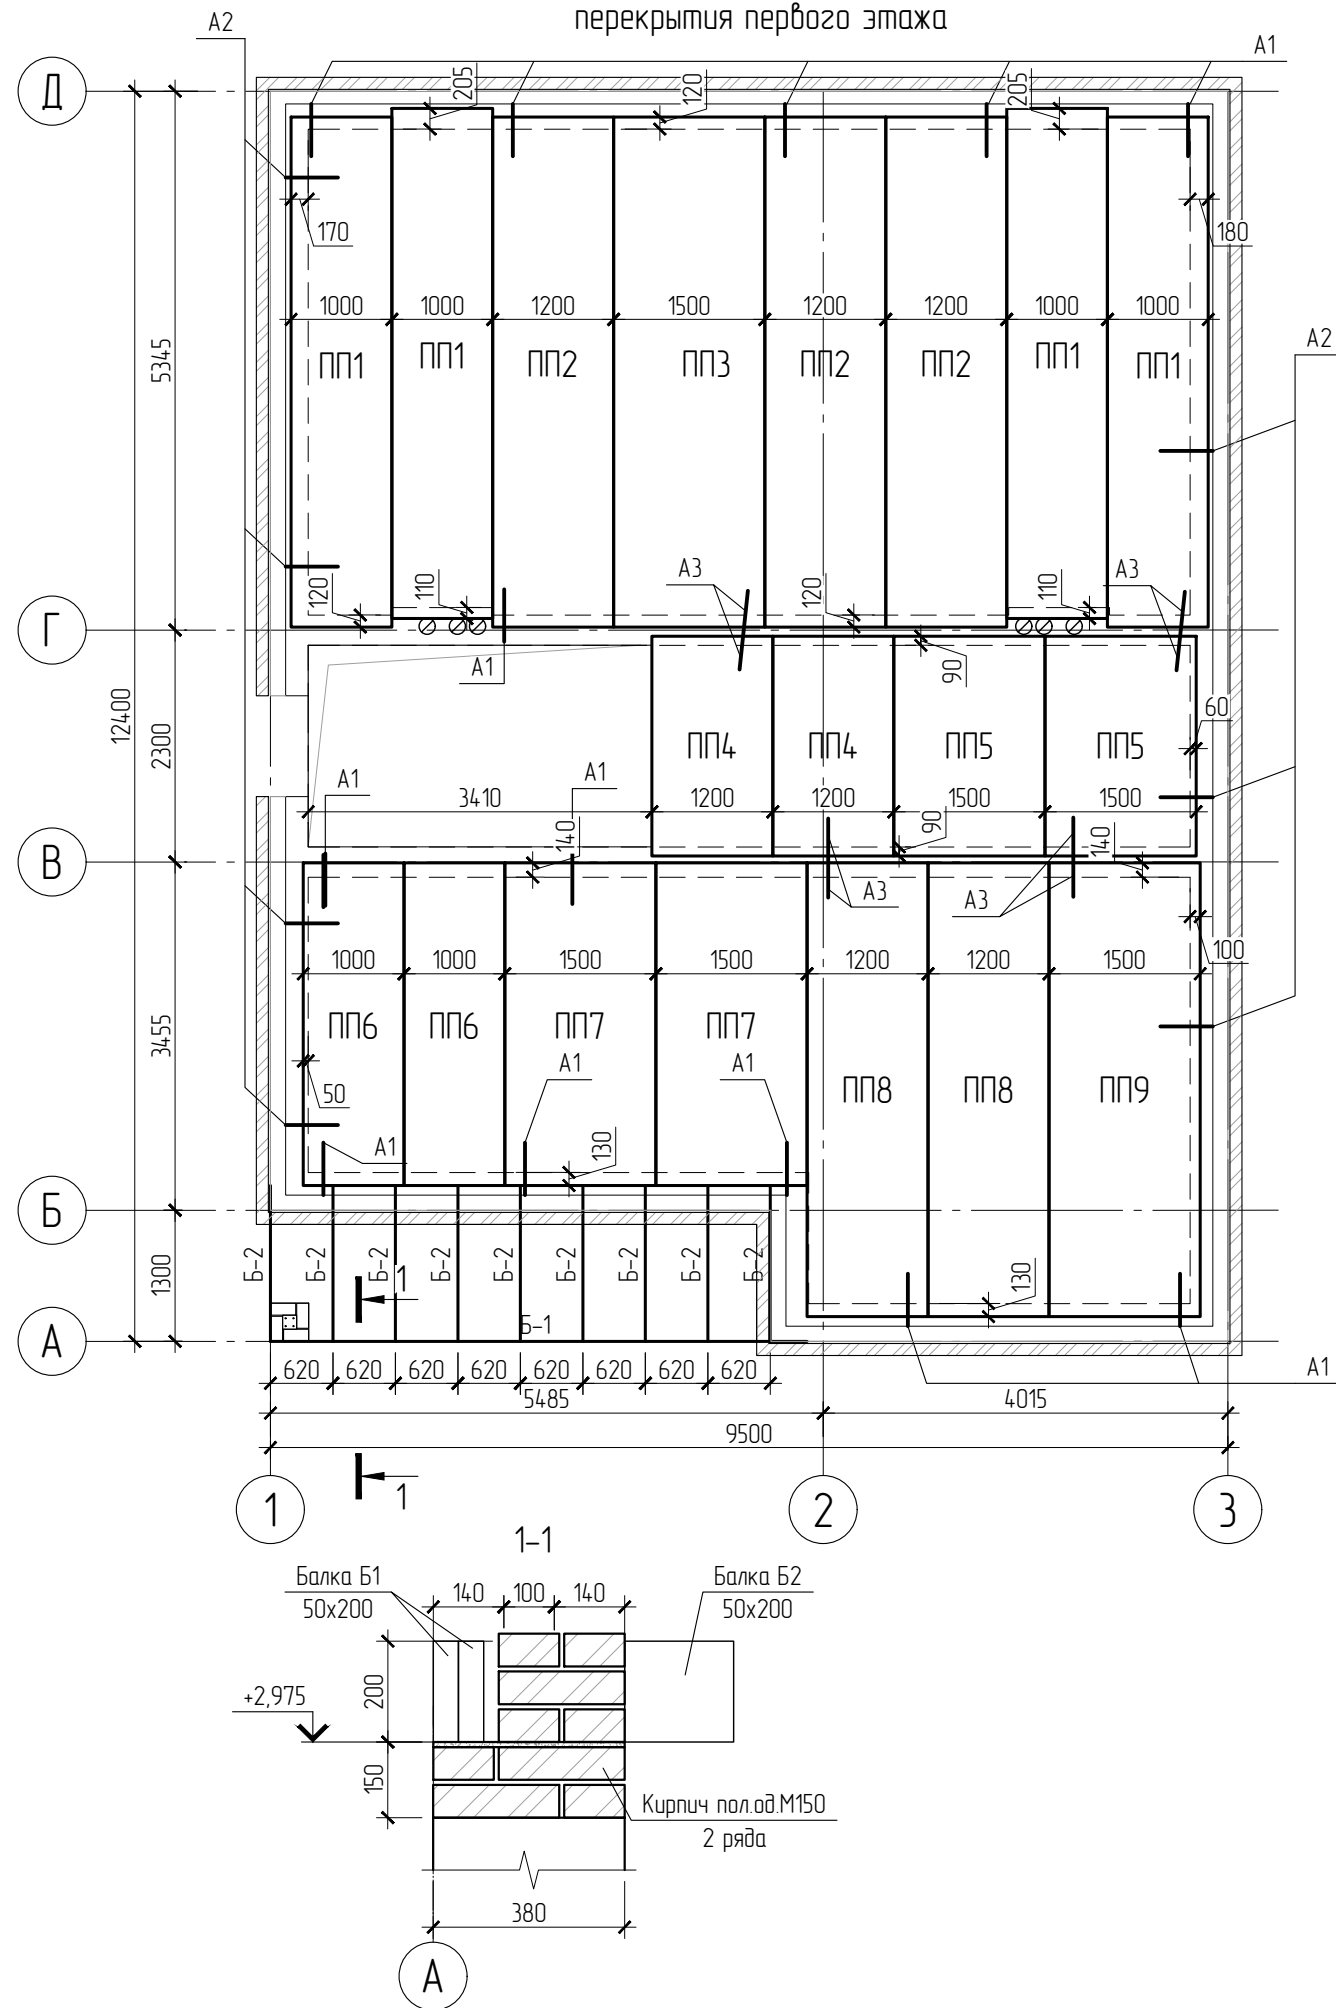 перекрытия первого этажа
А2
А1
Д
205
120
205
170
180
1000
1000
1200
1500
1200
1200
1000
1000
ПП1
ПП1
ПП2
ПП3
ПП2
ПП2
ПП1
ПП1
А2
5345
120
110
А3
120
110
А3
Г
А1
90
60
12400
2300
ПП4
ПП4
ПП5
ПП5
А1
3410
А1
1200
1200
1500
1500
140
90
140
В
А3
А3
1000
1000
1500
1500
1200
1200
1500
100
3455
ПП6
ПП6
ПП7
ПП7
А1
А1
ПП8
ПП8
ПП9
50
А1
130
Б
1300
Б-2
Б-2
Б-2
Б-2
Б-2
Б-2
Б-2
Б-2
Б-2
1
130
Б-1
А
620
620
620
620
620
620
620
620
А1
5485
4015
9500
1
1
2
3
1-1
Балка Б1
50х200
140
100
140
Балка Б2
50х200
200
+2,975
150
Кирпич пол.од.М150
2 ряда
380
А